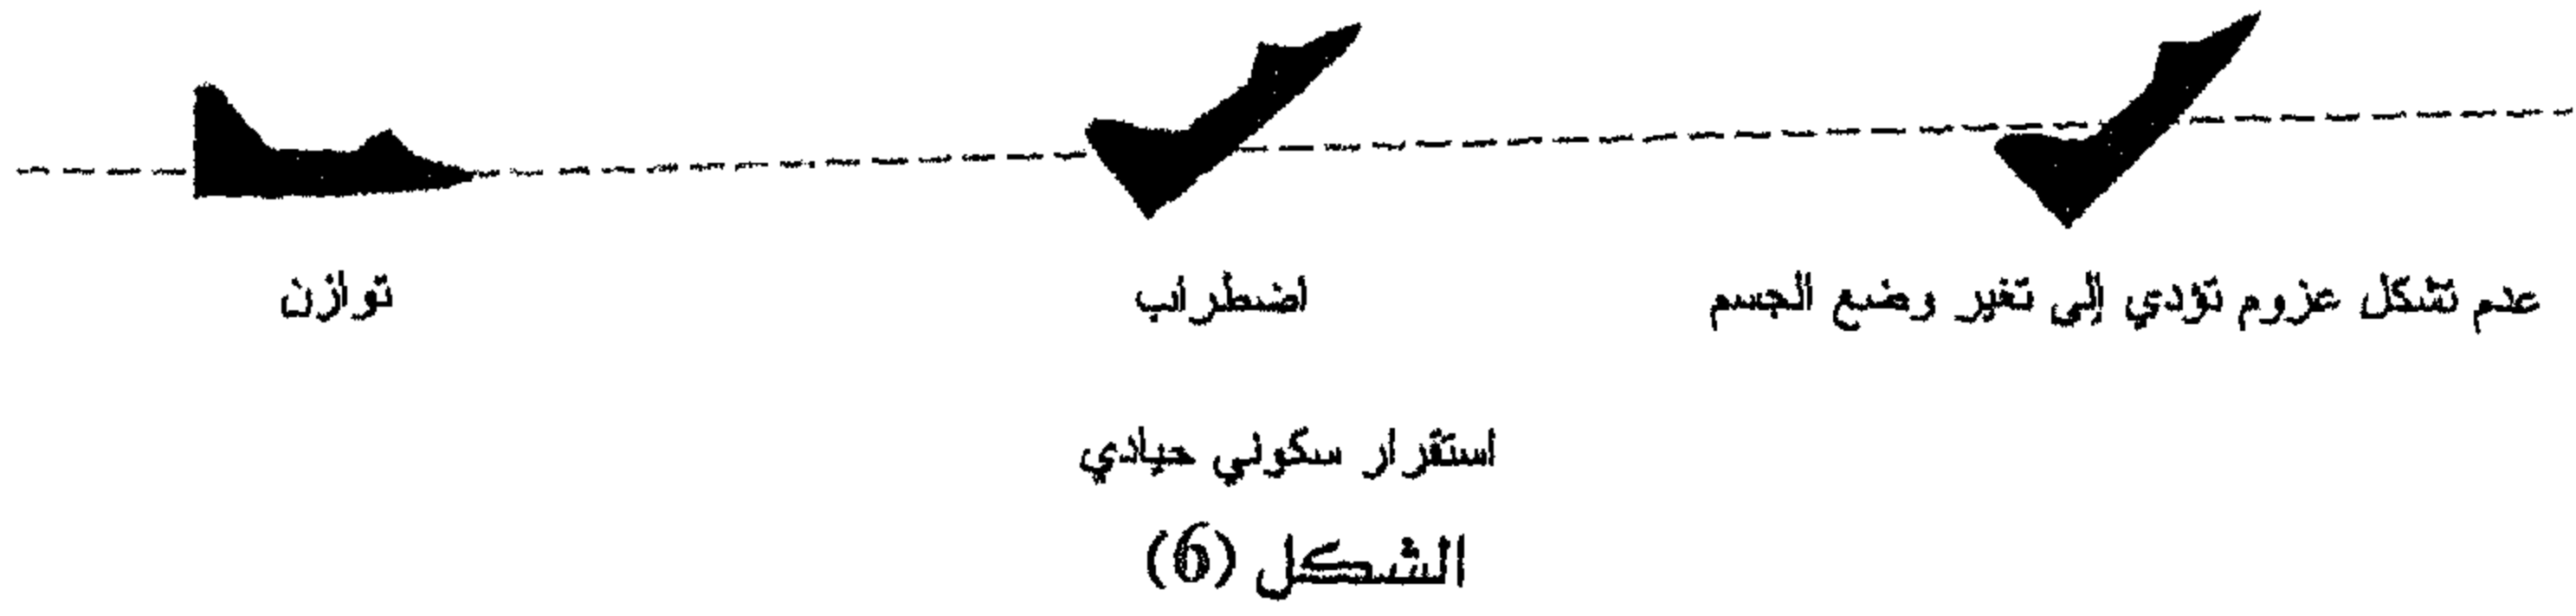 توازن
اضطراب
عدم تشكل عزوم تؤدي إلى تغير وضع الجسم
استقرار سكوني حيادي
الشكل (6)